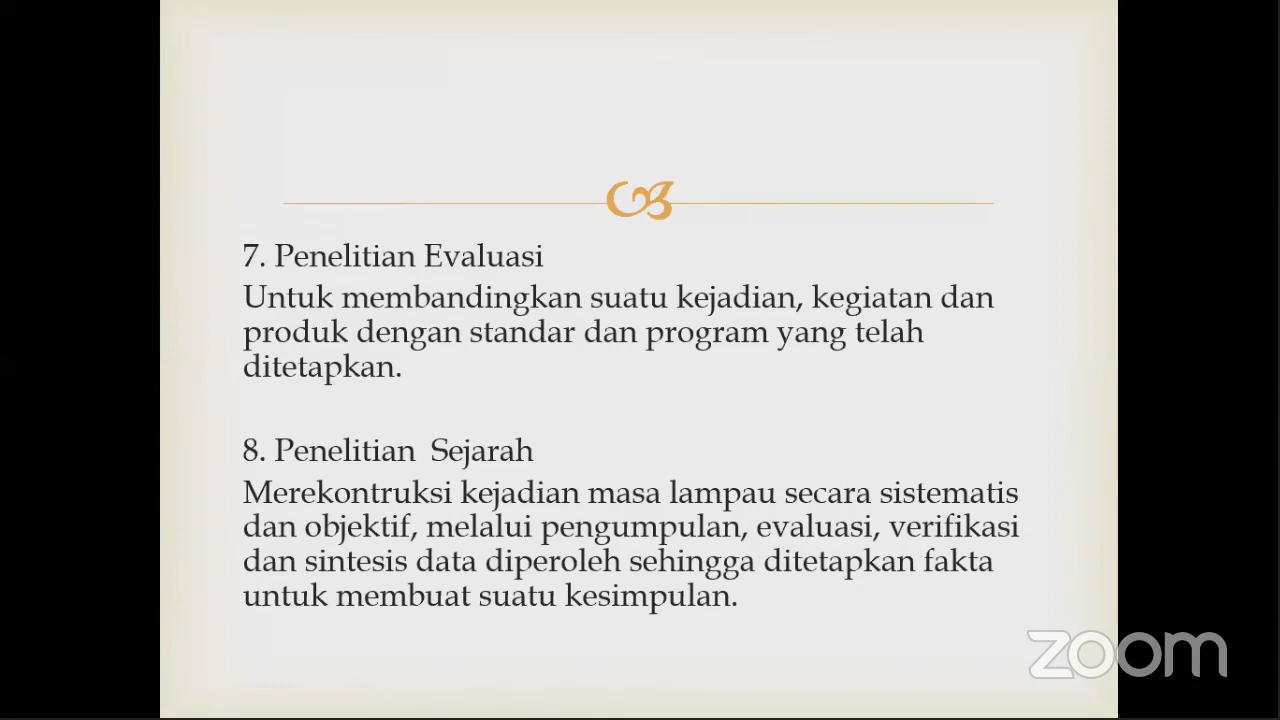 7. Penelitian Evaluasi
Untuk membandingkan suatu kejadian, kegiatan dan
produk dengan standar dan program yang telah
ditetapkan.
8. Penelitian Sejarah
Merekontruksi kejadian masa lampau secara sistematis
dan objektif, melalui pengumpulan, evaluasi, verifikasi
dan sintesis data diperoleh sehingga ditetapkan fakta
untuk membuat suatu kesimpulan.
zoom